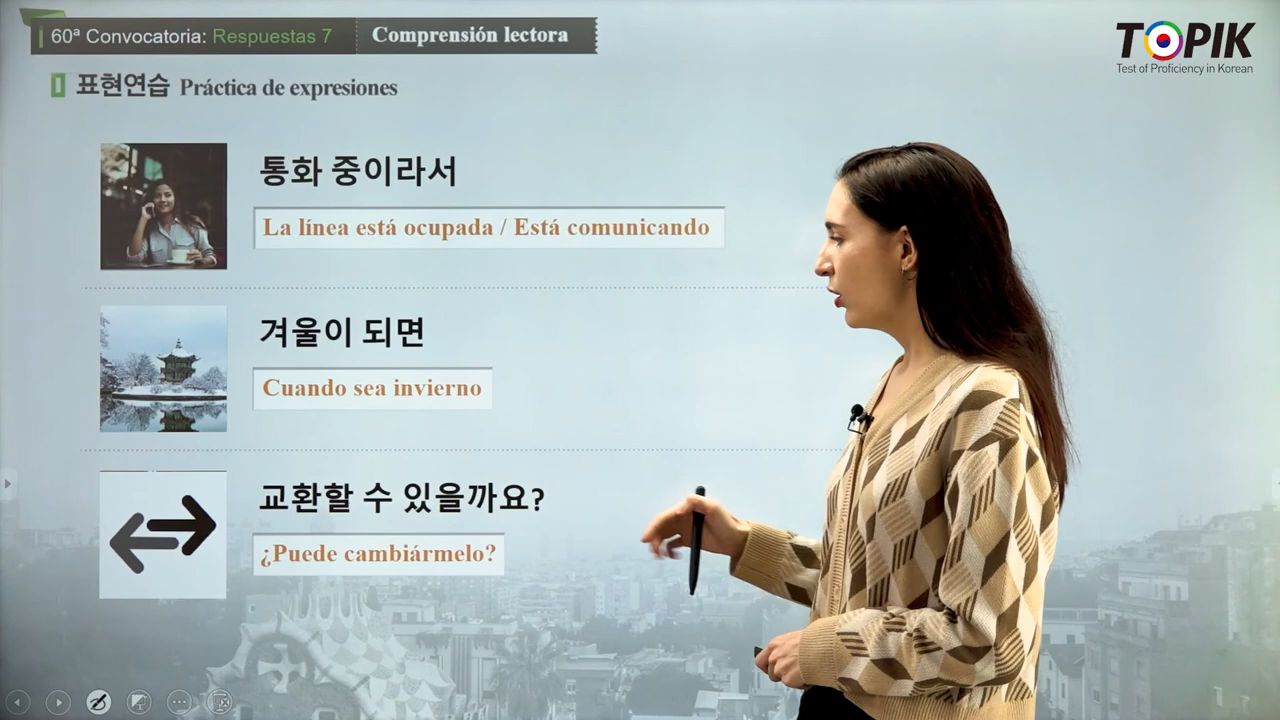 60ª Convocatoria: Respuestas 7
Comprensión lectora
TOPIK
Test of Proficiency in Korean
표현연습 Práctica de expresiones
통화 중이라서
La línea está ocupada / Está comunicando
겨울이 되면
Cuando sea invierno
교환할 수 있을까요?
¿Puede cambiármelo?